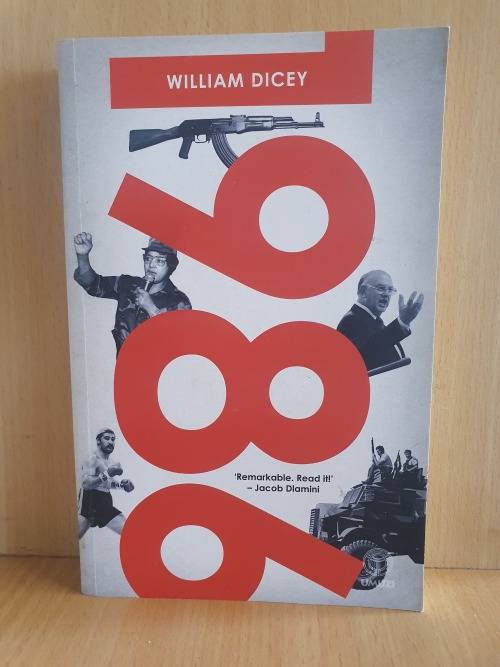 WILLIAM DICEY
1986
‘Remarkable. Read it!’
– Jacob Dlamini
UMUZI